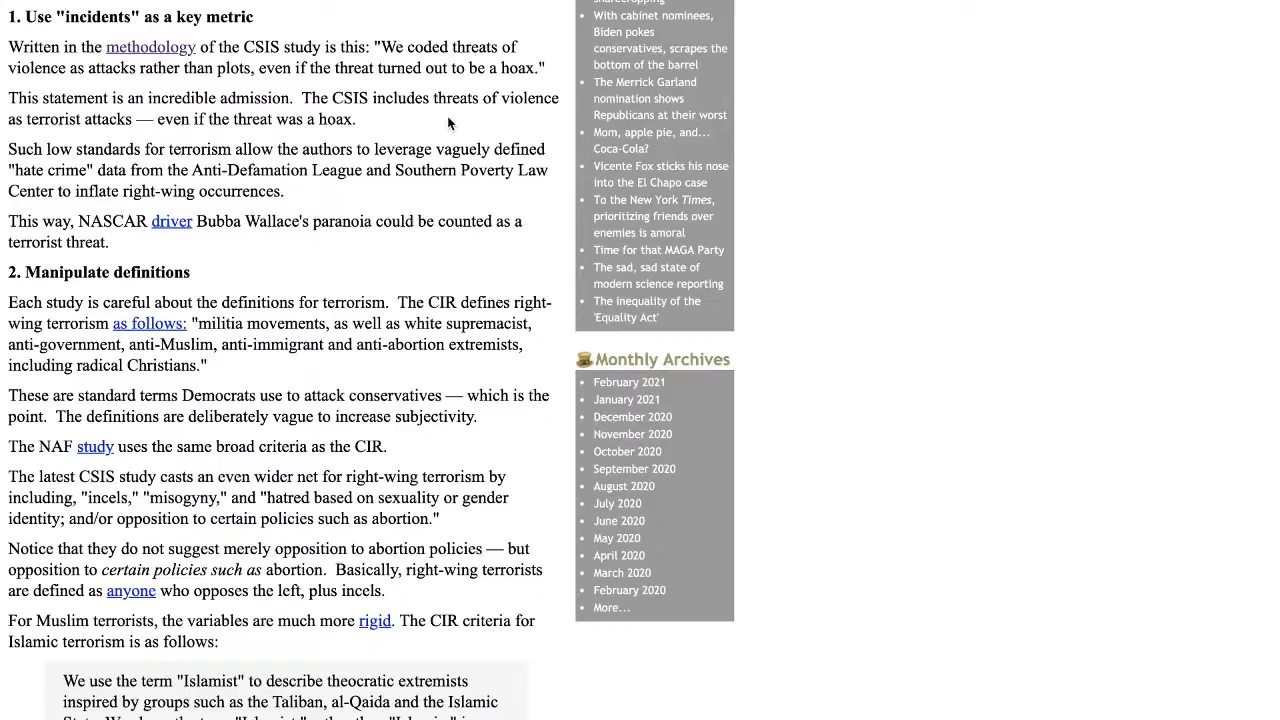 1. Use "incidents" as a key metric
Written in the methodology of the CSIS study is this: "We coded threats of
violence as attacks rather than plots, even if the threat turned out to be a hoax."
This statement is an incredible admission. The CSIS includes threats of violence
as terrorist attacks — even if the threat was a hoax.
Such low standards for terrorism allow the authors to leverage vaguely defined
"hate crime" data from the Anti-Defamation League and Southern Poverty Law
Center to inflate right-wing occurrences.
This way, NASCAR driver Bubba Wallace's paranoia could be counted as a
terrorist threat.
2. Manipulate definitions
Each study is careful about the definitions for terrorism. The CIR defines right-
wing terrorism as follows: "militia movements, as well as white supremacist,
anti-government, anti-Muslim, anti-immigrant and anti-abortion extremists,
including radical Christians."
These are standard terms Democrats use to attack conservatives — which is the
point. The definitions are deliberately vague to increase subjectivity.
The NAF study uses the same broad criteria as the CIR.
The latest CSIS study casts an even wider net for right-wing terrorism by
including, "incels," "misogyny," and "hatred based on sexuality or gender
identity; and/or opposition to certain policies such as abortion."
Notice that they do not suggest merely opposition to abortion policies — but
opposition to certain policies such as abortion. Basically, right-wing terrorists
are defined as anyone who opposes the left, plus incels.
For Muslim terrorists, the variables are much more rigid. The CIR criteria for
Islamic terrorism is as follows:
We use the term "Islamist" to describe theocratic extremists
inspired by groups such as the Taliban, al-Qaida and the Islamic
With cabinet nominees,
Biden pokes
conservatives, scrapes the
bottom of the barrel
The Merrick Garland
nomination shows
Republicans at their worst
Mom, apple pie, and...
Coca-Cola?
Vicente Fox sticks his nose
into the El Chapo case
To the New York Times,
prioritizing friends over
enemies is amoral
Time for that MAGA Party
The sad, sad state of
modern science reporting
The inequality of the
'Equality Act'
Monthly Archives
February 2021
January 2021
December 2020
November 2020
October 2020
September 2020
August 2020
July 2020
June 2020
May 2020
April 2020
March 2020
February 2020
More...